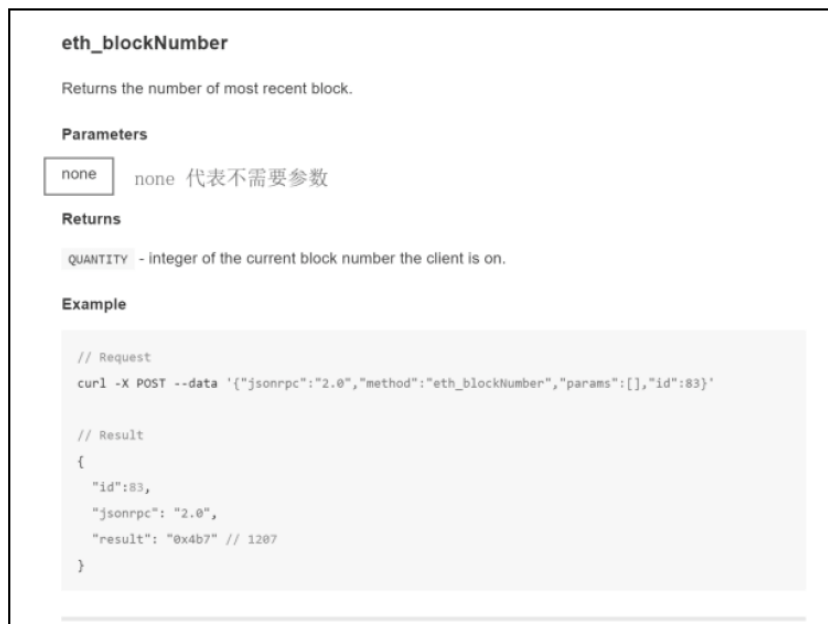 eth_blockNumber
Returns the number of most recent block.
Parameters
none none 代表不需要参数
Returns
QUANTITY - integer of the current block number the client is on.
Example
// Request
curl -X POST --data '{"jsonrpc":"2.0","method":"eth_blockNumber","params":[],"id":83}'
// Result
{
"id":83,
"jsonrpc": "2.0",
"result": "0x4b7" // 1207
}